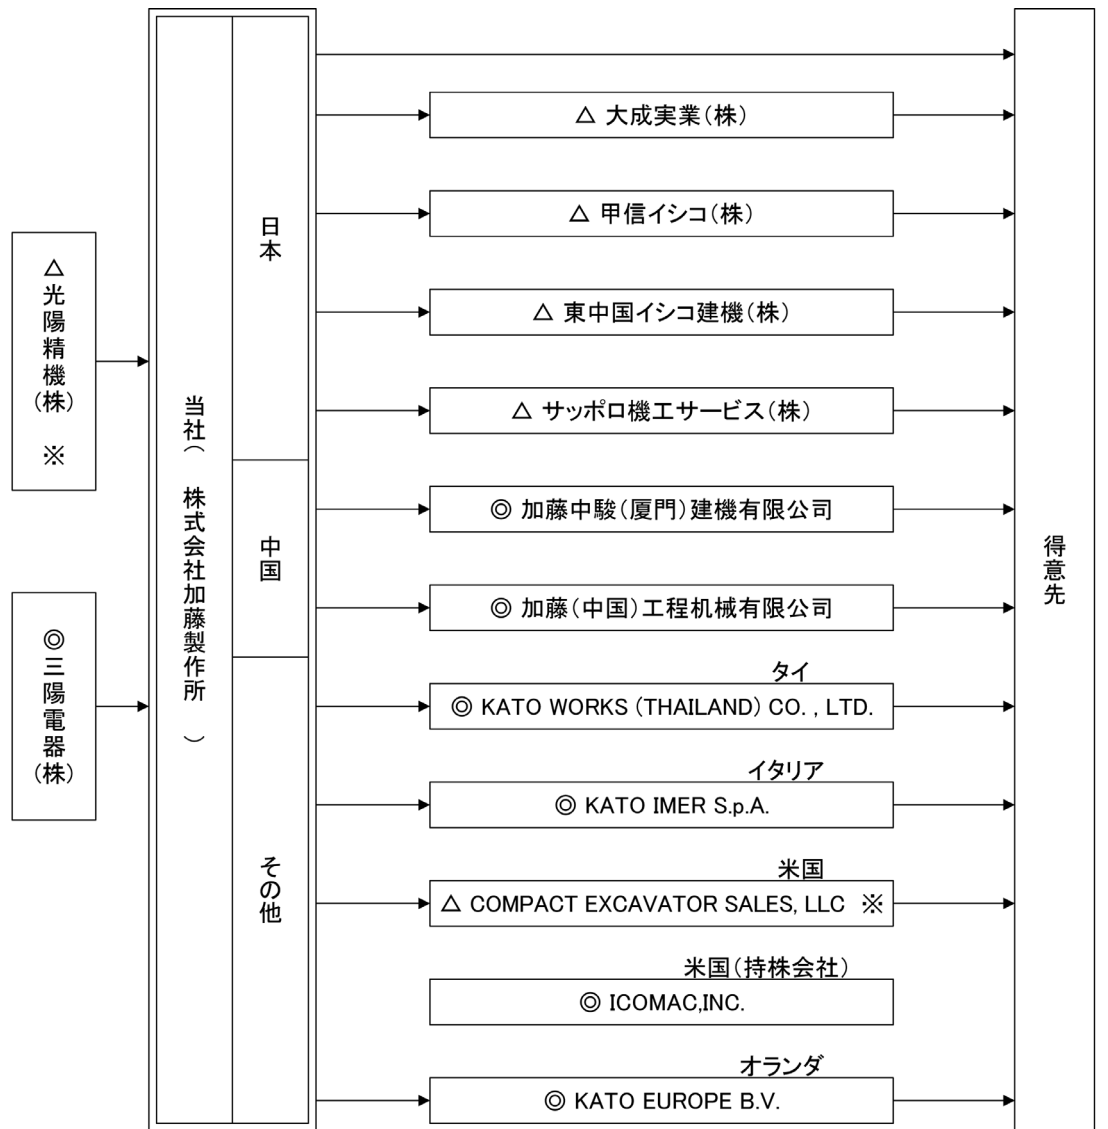 △光陽精機(株) ※
◎三陽電器(株)
当社( 株式会社加藤製作所 )
日本
中国
その他
△ 大成実業(株)
△ 甲信イシコ(株)
△ 東中国イシコ建機(株)
△ サッポロ機工サービス(株)
◎ 加藤中駿(厦門)建機有限公司
◎ 加藤(中国)工程机械有限公司
タイ
◎ KATO WORKS (THAILAND) CO. , LTD.
イタリア
◎ KATO IMER S.p.A.
米国
△ COMPACT EXCAVATOR SALES, LLC ※
米国(持株会社)
◎ ICOMAC,INC.
オランダ
◎ KATO EUROPE B.V.
得意先